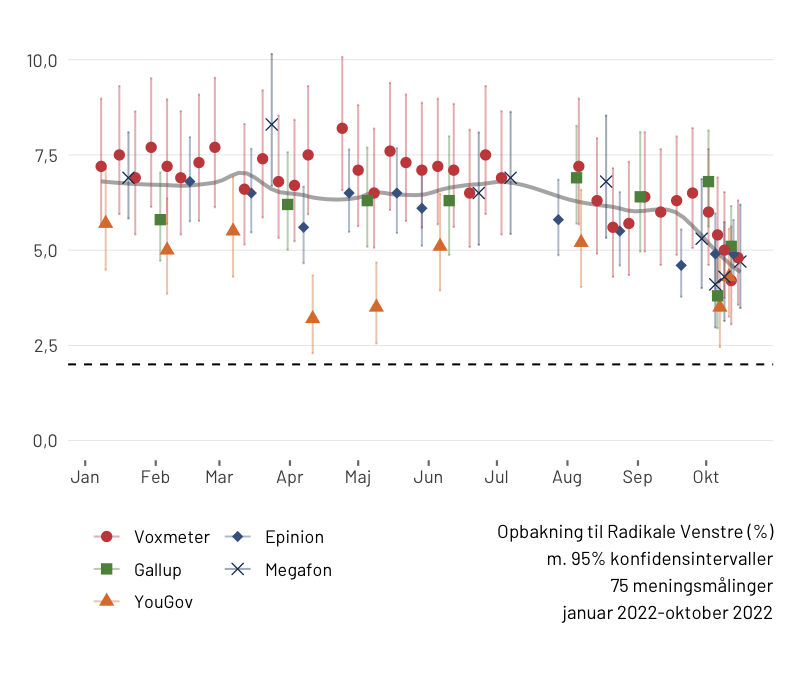 10,0
7,5
5,0
2,5
0,0
Jan Feb Mar Apr Maj Jun Jul Aug Sep Okt
Voxmeter Epinion
Gallup Megafon
YouGov
Opbakning til Radikale Venstre (%)
m. 95% konfidensintervaller
75 meningsmålinger
januar 2022-oktober 2022